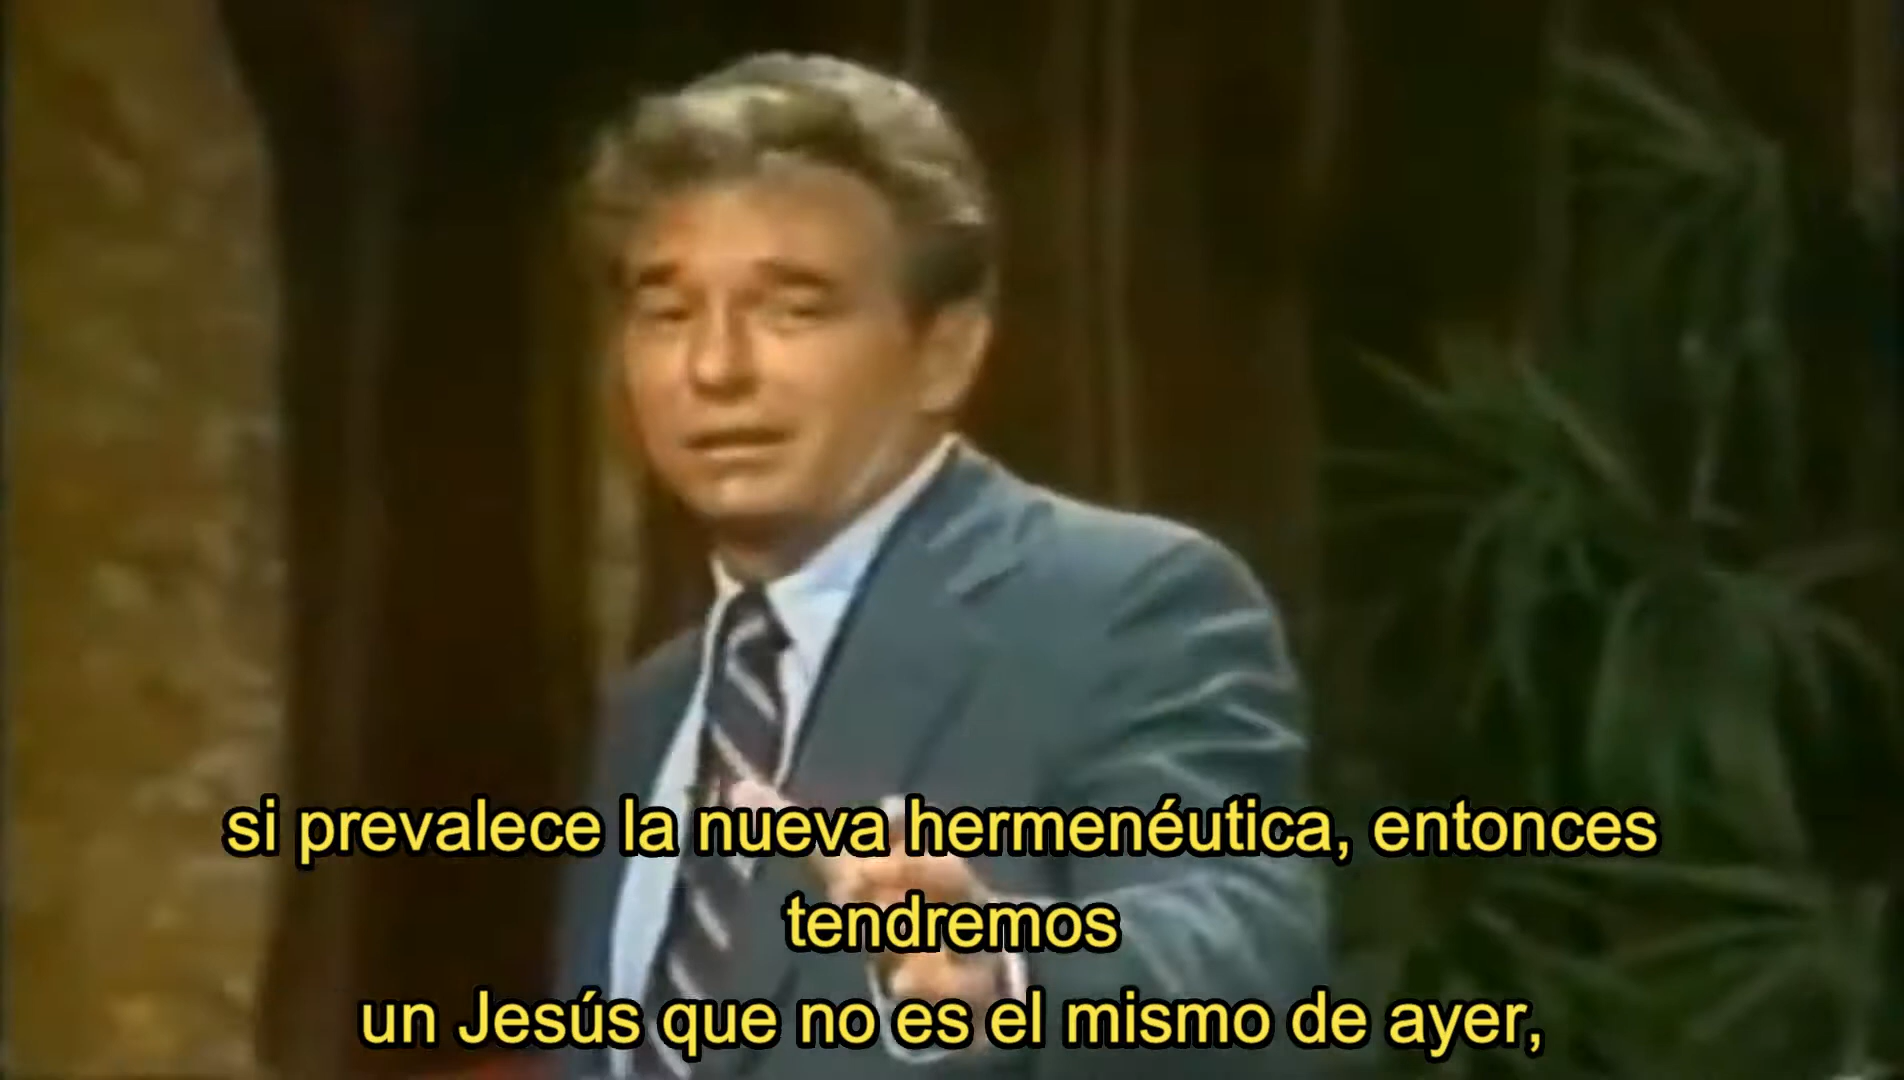 si prevalece la nueva hermenéutica, entonces
tendremos
un Jesús que no es el mismo de ayer,